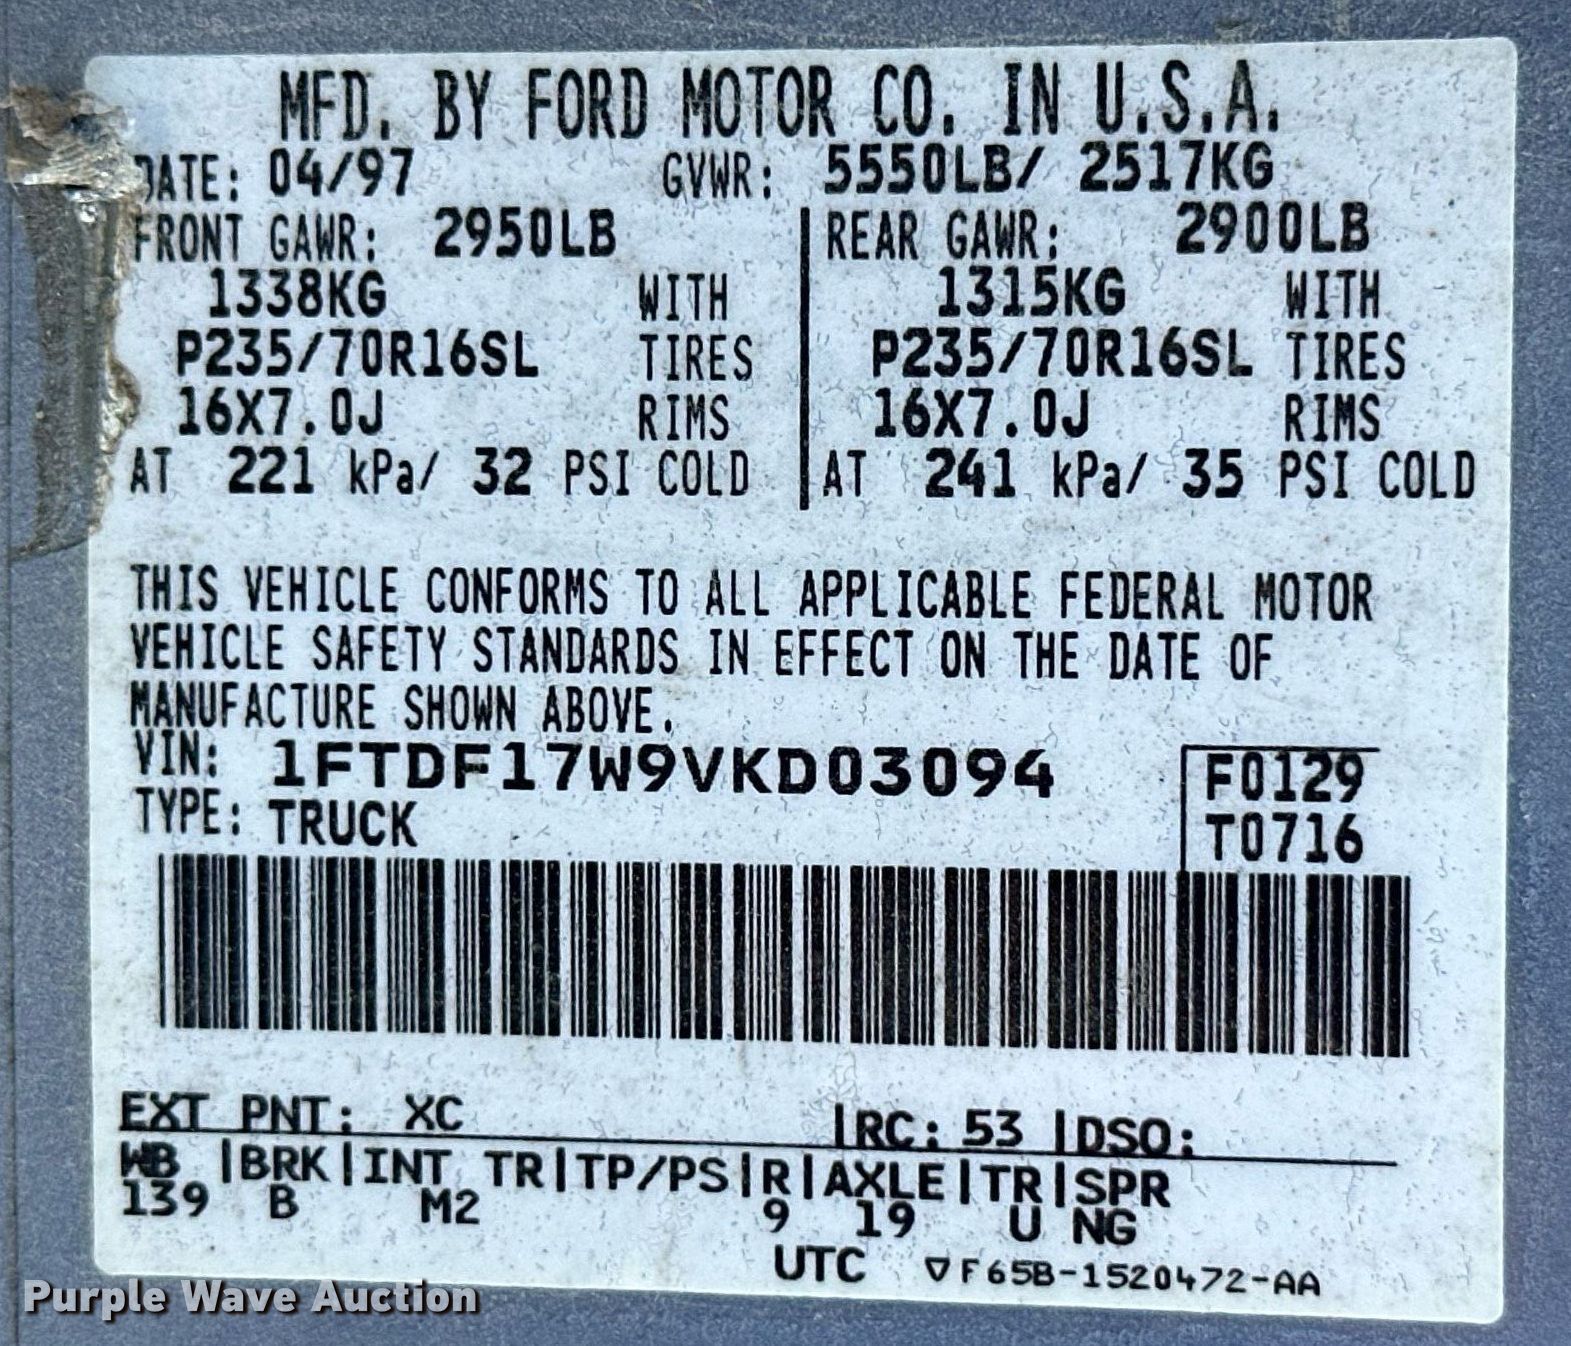 MFD. BY FORD MOTOR CO. IN U.S.A.
DATE: 04/97 GVWR: 5550LB/ 2517KG
FRONT GAWR: 2950LB REAR GAWR: 2900LB
1338KG WITH 1315KG WITH
P235/70R16SL TIRES P235/70R16SL TIRES
16X7.0J RIMS 16X7.0J RIMS
AT 221 kPa/ 32 PSI COLD AT 241 kPa/ 35 PSI COLD
THIS VEHICLE CONFORMS TO ALL APPLICABLE FEDERAL MOTOR
VEHICLE SAFETY STANDARDS IN EFFECT ON THE DATE OF
MANUFACTURE SHOWN ABOVE.
VIN: 1FTDF17W9VKD03094 F0129
TYPE: TRUCK T0716
EXT PNT: XC |RC: 53 |DSO:
WB |BRK|INT TR|TP/PS|R|AXLE|TR|SPR
139 B M2 9 19 U NG
UTC ▽F65B-1520472-AA
Purple Wave Auction